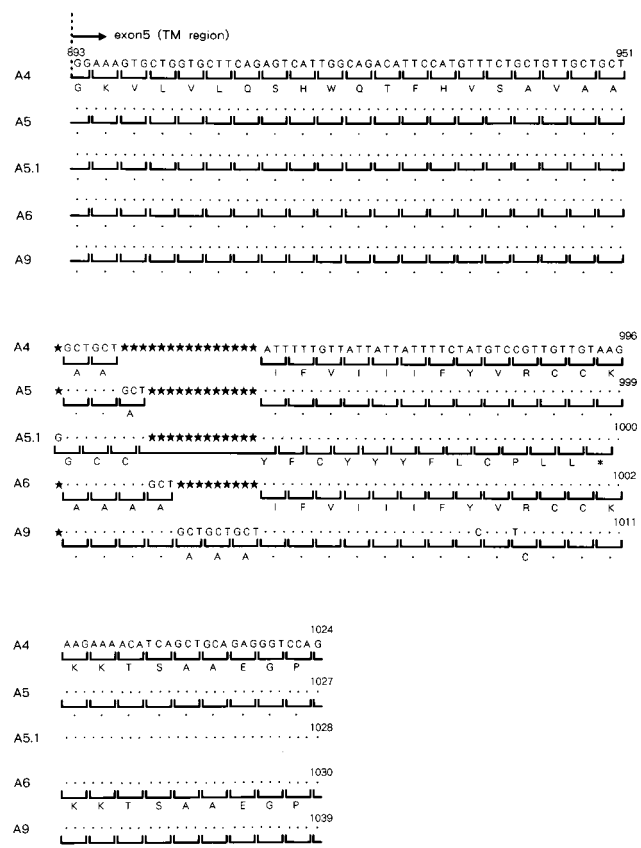 exon5 (TM region)
893 951
A4 GGAAAGTGCTGGTGCTTCAGAGTCATTGGCAGACATTCCATGTTTCTGCTGTTGCTGCT
G K V L V L Q S H W Q T F H V S A V A A
A5
A5.1
A6
A9
996
A4 ★GCTGCT★★★★★★★★★★★★★★★ATTTTTGTTATTATTATTTTCTATGTCCGTTGTTGTAAG
A A I F V I I I F Y V R C C K
999
A5 ★ GCT★★★★★★★★★★★★
A
1000
A5.1 G ★★★★★★★★★★★★
G C C Y F C Y Y Y F L C P L L *
1002
A6 ★ GCT★★★★★★★★★
A A A A I F V I I I F Y V R C C K
1011
A9 ★ GCTGCTGCT C T
A A A C
1024
A4 AAGAAAACATCAGCTGCAGAGGGTCCAG
K K T S A A E G P
1027
A5
1028
A5.1
1030
A6
K K T S A A E G P
1039
A9